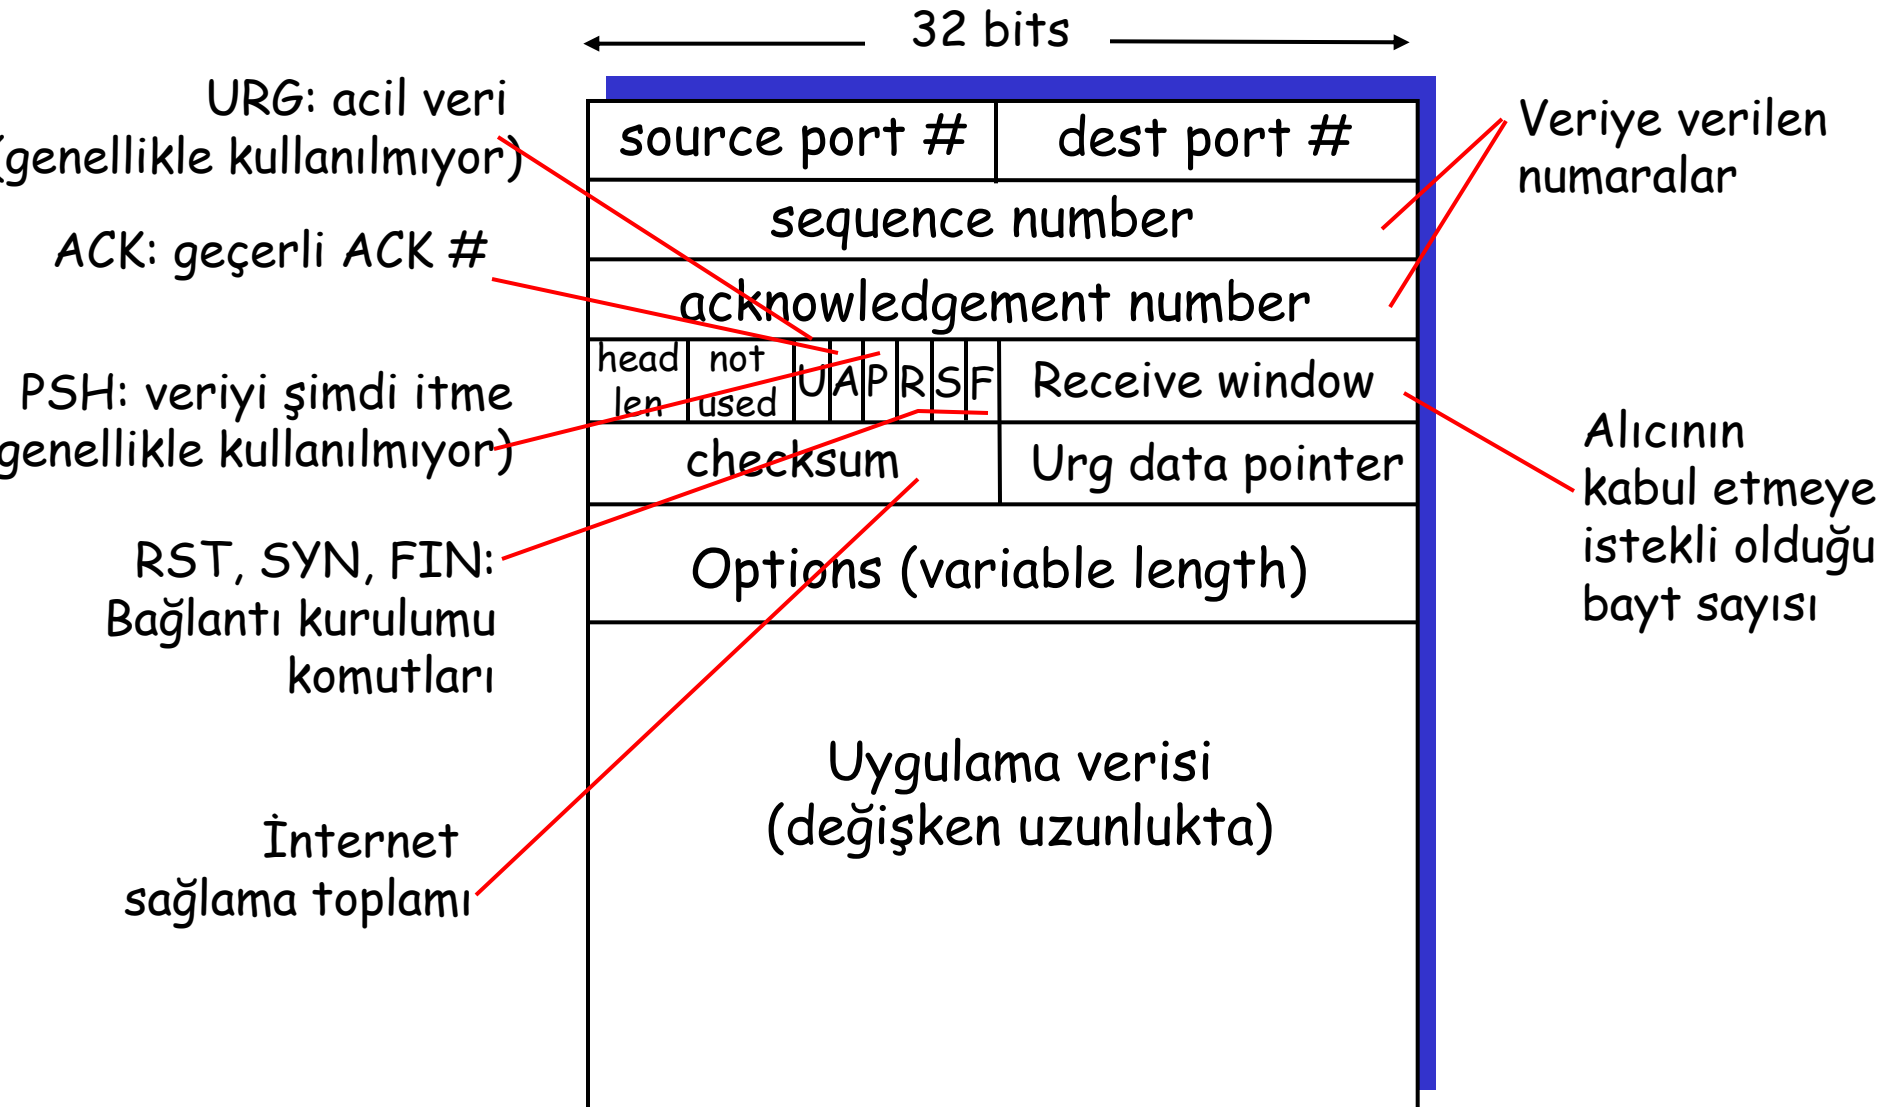 32 bits
URG: acil veri
(genellikle kullanılmıyor)
ACK: geçerli ACK #
PSH: veriyi şimdi itme
genellikle kullanılmıyor)
RST, SYN, FIN:
Bağlantı kurulumu
komutları
İnternet
sağlama toplamı
source port #
dest port #
sequence number
acknowledgement number
head
len
not
used
U
A
P
R
S
F
Receive window
checksum
Urg data pointer
Options (variable length)
Uygulama verisi
(değişken uzunlukta)
Veriye verilen
numaralar
Alıcının
kabul etmeye
istekli olduğu
bayt sayısı